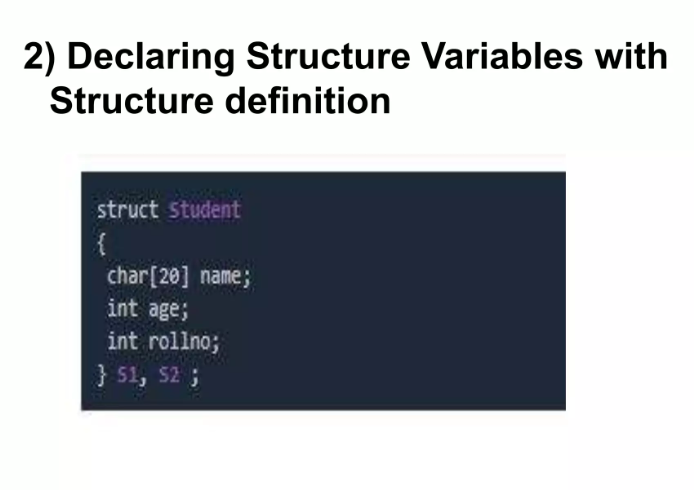 2) Declaring Structure Variables with
Structure definition
struct Student
{
char[20] name;
int age;
int rollno;
} S1, S2 ;